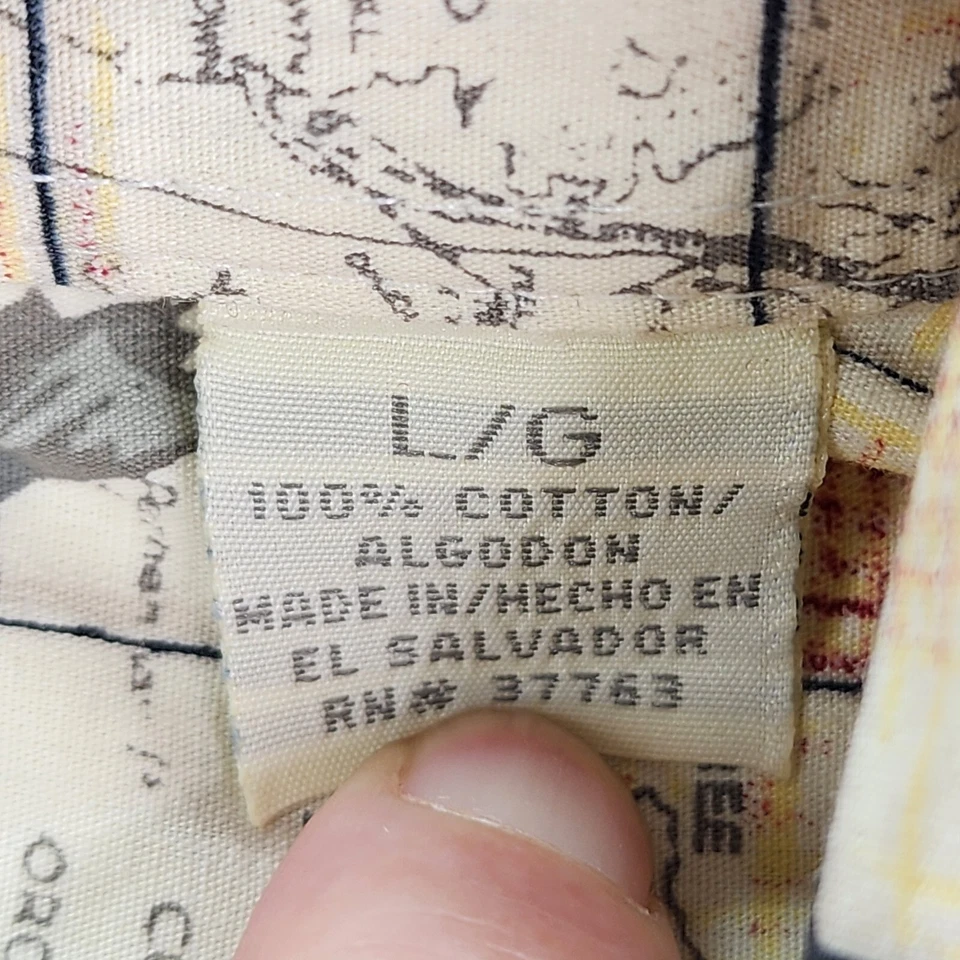 L/G
100% COTTON/
ALGODON
MADE IN/HECHO EN
EL SALVADOR
RN# 37763